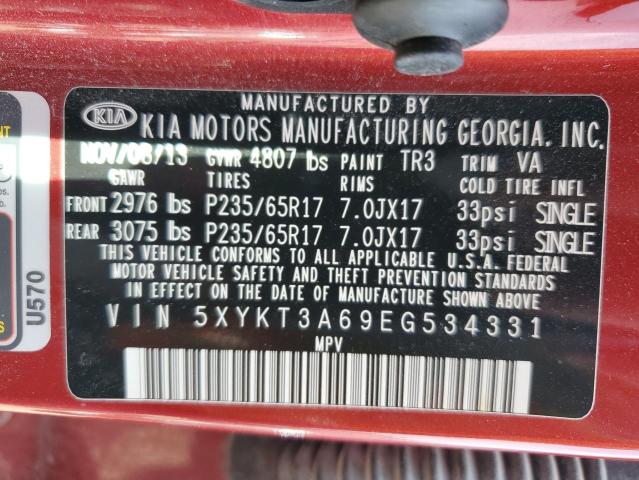 MANUFACTURED BY
KIA KIA MOTORS MANUFACTURING GEORGIA, INC.
NOV/08/13 GVWR 4807 lbs PAINT TR3 TRIM VA
GAWR TIRES RIMS COLD TIRE INFL
FRONT 2976 lbs P235/65R17 7.0JX17 33psi SINGLE
REAR 3075 lbs P235/65R17 7.0JX17 33psi SINGLE
THIS VEHICLE CONFORMS TO ALL APPLICABLE U.S.A. FEDERAL
MOTOR VEHICLE SAFETY AND THEFT PREVENTION STANDARDS
IN EFFECT ON THE DATE OF MANUFACTURE SHOWN ABOVE.
VIN 5XYKT3A69EG534331
MPV
U570